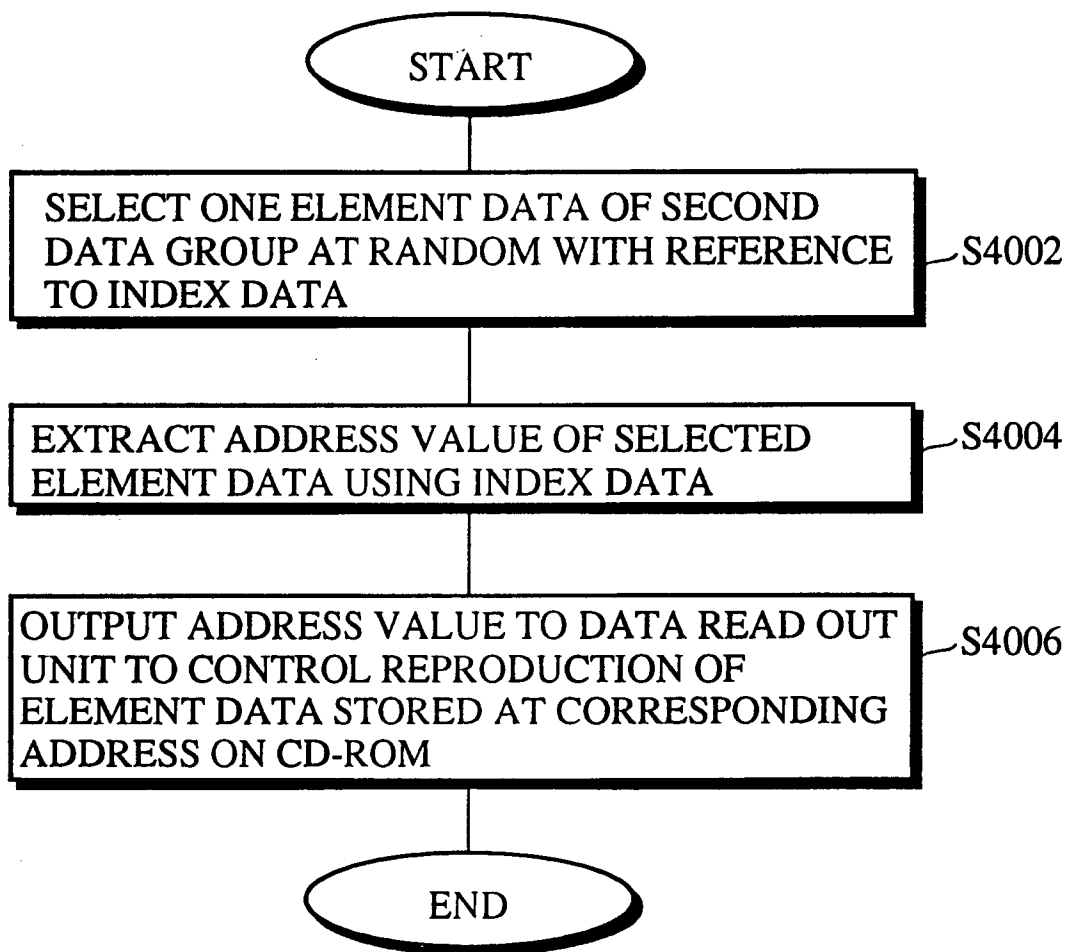 START
SELECT ONE ELEMENT DATA OF SECOND
DATA GROUP AT RANDOM WITH REFERENCE
TO INDEX DATA
S4002
EXTRACT ADDRESS VALUE OF SELECTED
ELEMENT DATA USING INDEX DATA
S4004
OUTPUT ADDRESS VALUE TO DATA READ OUT
UNIT TO CONTROL REPRODUCTION OF
ELEMENT DATA STORED AT CORRESPONDING
ADDRESS ON CD-ROM
S4006
END